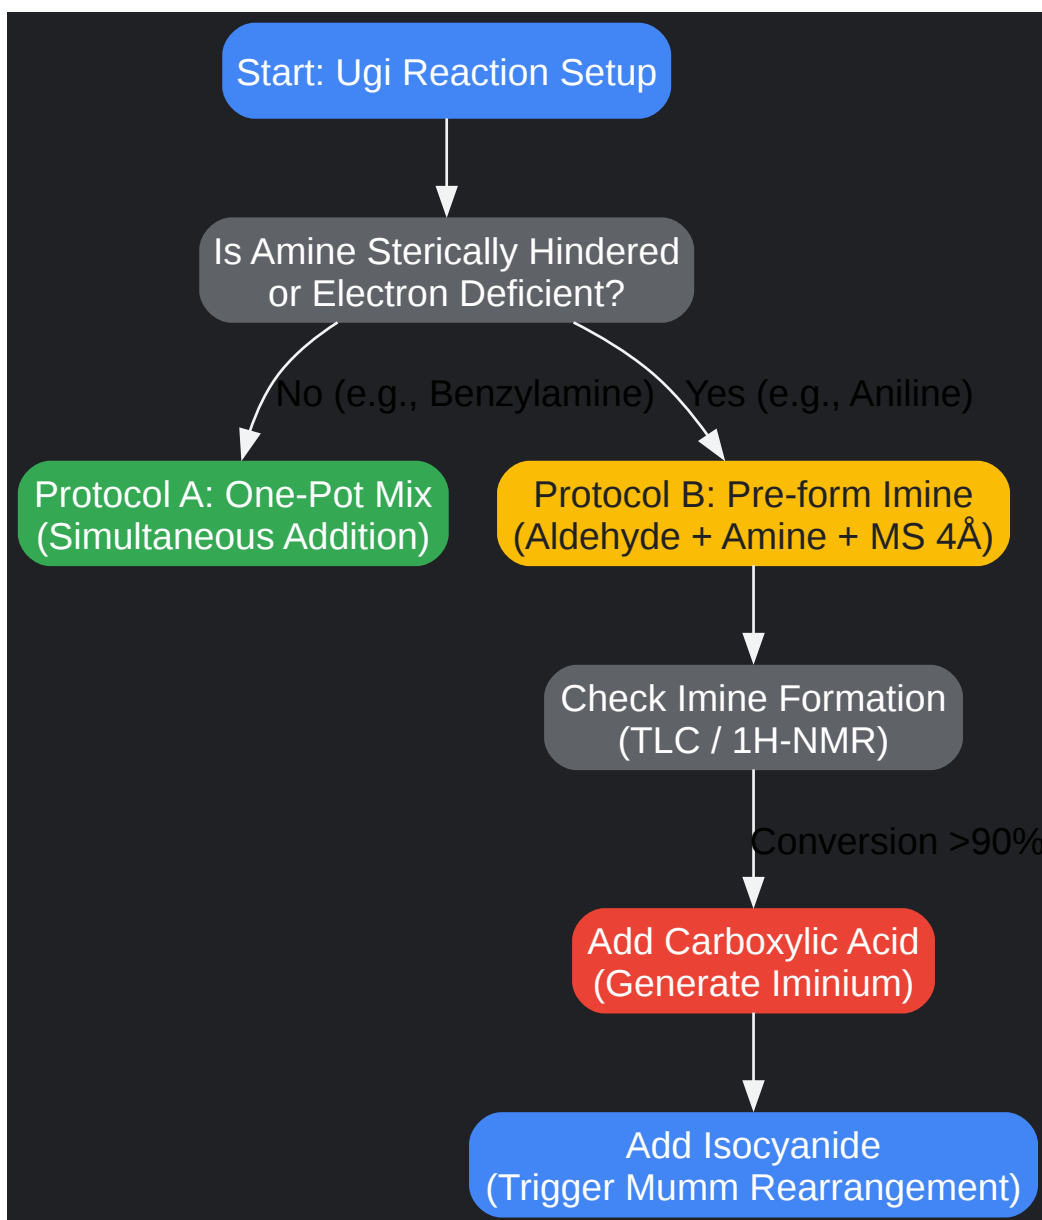 Start: Ugi Reaction Setup
Is Amine Sterically Hindered
or Electron Deficient?
No (e.g., Benzylamine)
Yes (e.g., Aniline)
Protocol A: One-Pot Mix
(Simultaneous Addition)
Protocol B: Pre-form Imine
(Aldehyde + Amine + MS 4Å)
Check Imine Formation
(TLC / 1H-NMR)
Conversion >90%
Add Carboxylic Acid
(Generate Iminium)
Add Isocyanide
(Trigger Mumm Rearrangement)